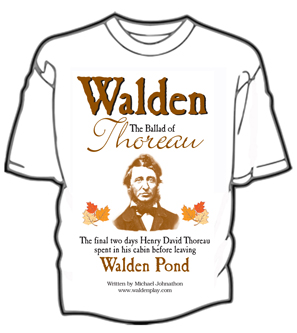 Walden
The Ballad of
Thoreau
The final two days Henry David Thoreau
spent in his cabin before leaving
Walden Pond
Written by Michael Johnathon
www.waldenplay.com